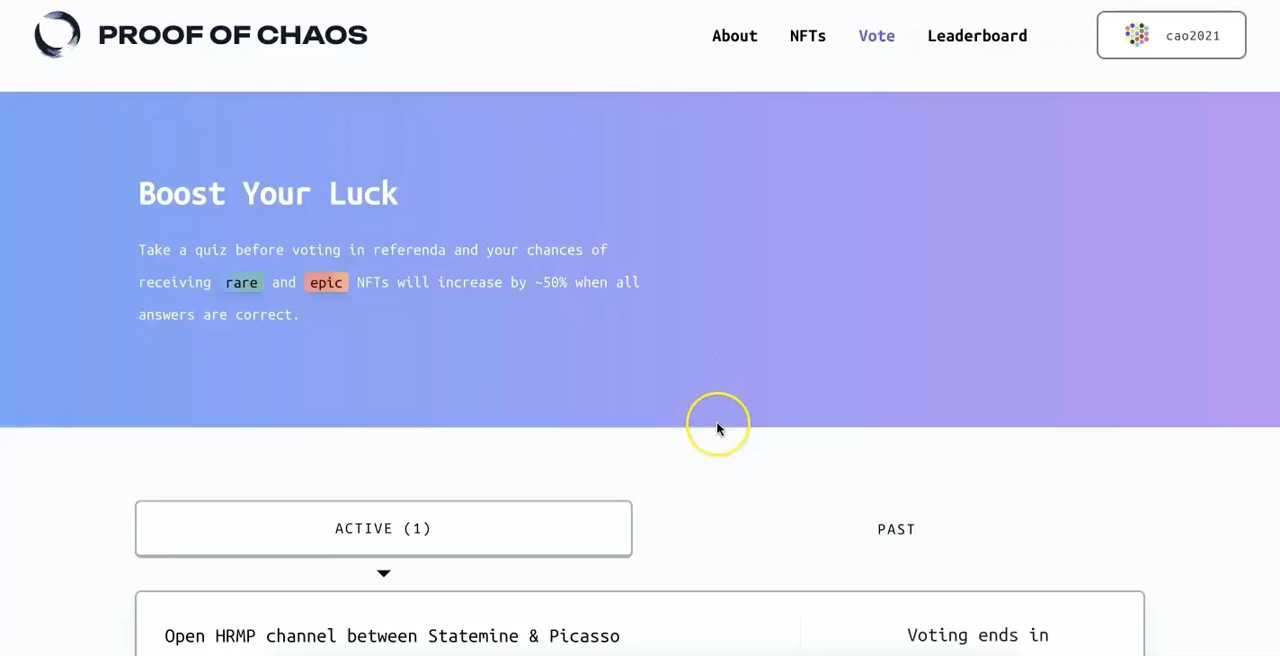 PROOF OF CHAOS
About NFTs Vote Leaderboard cao2021
Boost Your Luck
Take a quiz before voting in referenda and your chances of
receiving rare and epic NFTs will increase by ~50% when all
answers are correct.
ACTIVE (1) PAST
Open HRMP channel between Statemine & Picasso Voting ends in